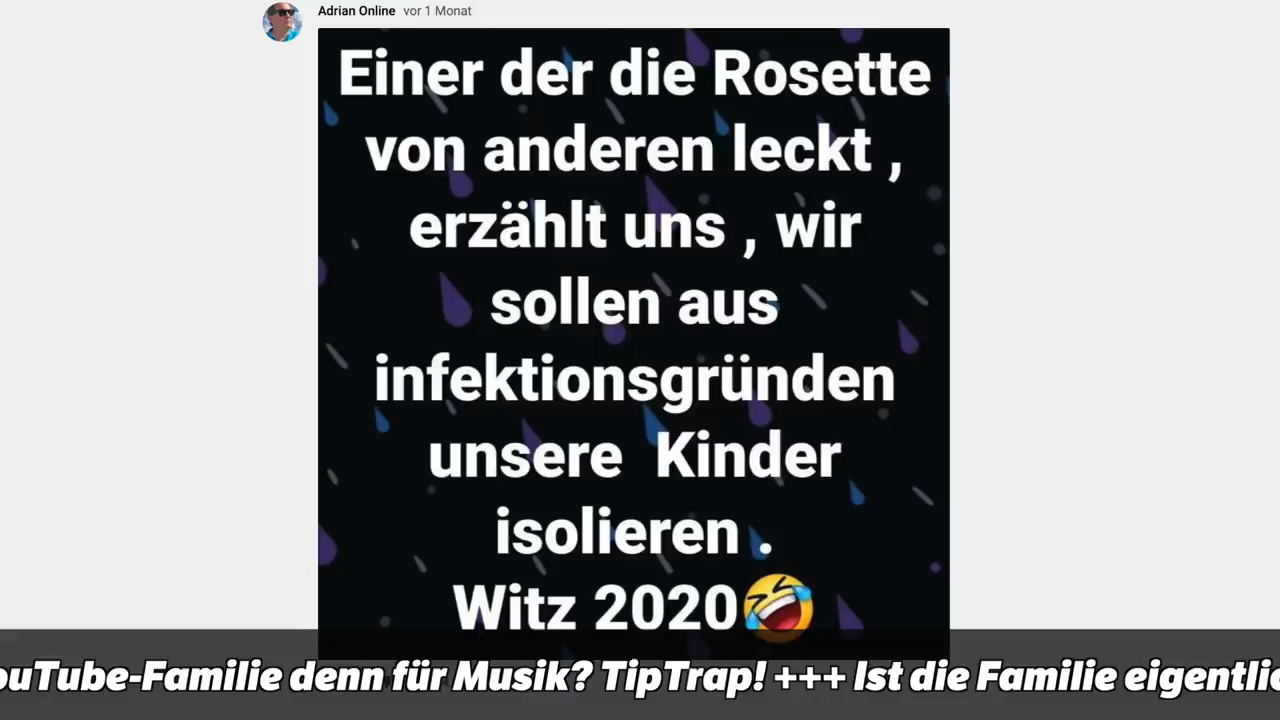 Adrian Online vor 1 Monat
Einer der die Rosette
von anderen leckt ,
erzählt uns , wir
sollen aus
infektionsgründen
unsere Kinder
isolieren .
Witz 2020🤣
ouTube-Familie denn für Musik? TipTrap! +++ Ist die Familie eigentlic